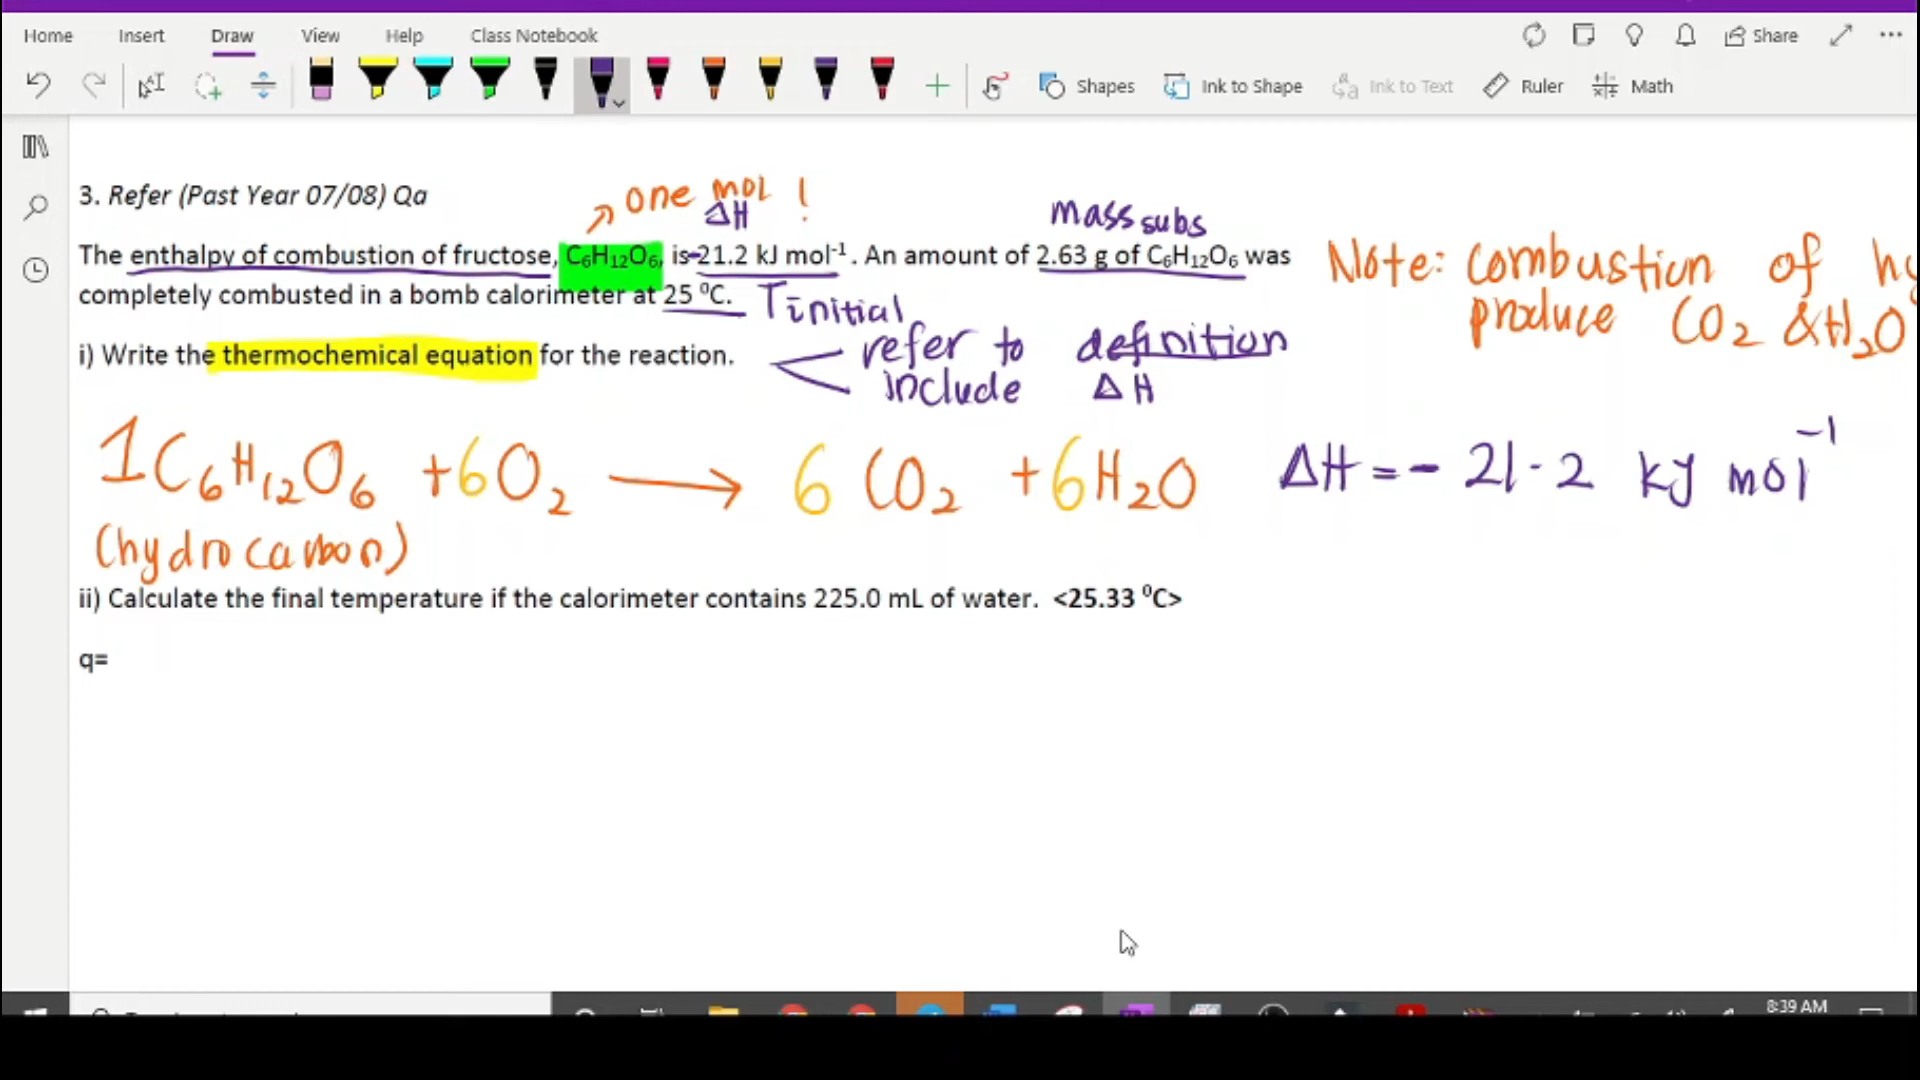 Home Insert Draw View Help Class Notebook Share
Shapes Ink to Shape Ink to Text Ruler Math
3. Refer (Past Year 07/08) Qa
one mol !
ΔH
mass subs
The enthalpy of combustion of fructose, C₆H₁₂O₆, is -21.2 kJ mol⁻¹. An amount of 2.63 g of C₆H₁₂O₆ was
completely combusted in a bomb calorimeter at 25 ⁰C. Tinitial
Note: combustion of hy
produce CO₂ & H₂O
i) Write the thermochemical equation for the reaction.
refer to definition
include ΔH
1C₆H₁₂O₆ + 6O₂ → 6CO₂ + 6H₂O ΔH = - 21.2 kJ mol⁻¹
(hydrocarbon)
ii) Calculate the final temperature if the calorimeter contains 225.0 mL of water. <25.33 ⁰C>
q=
8:39 AM